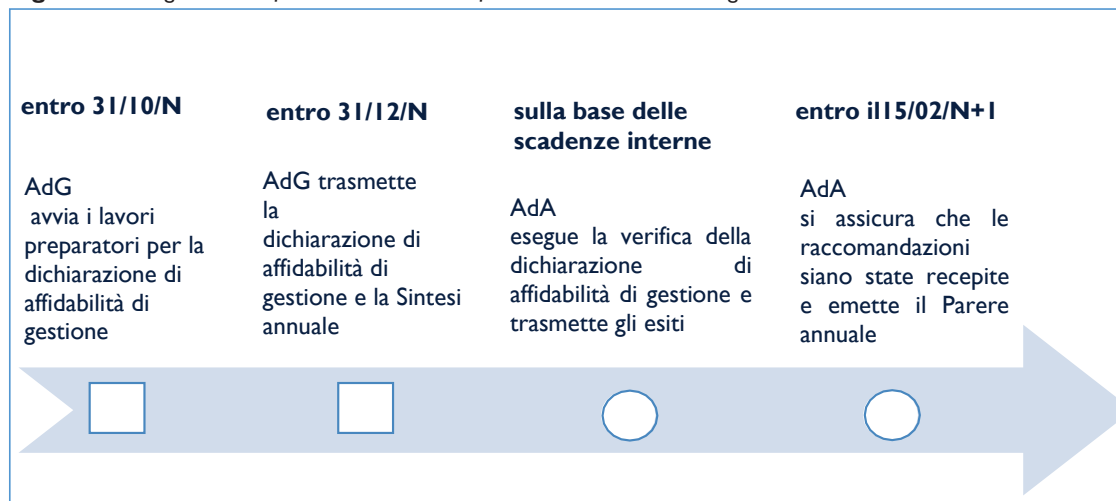 entro 31/10/N
AdG
avvia i lavori
preparatori per la
dichiarazione di
affidabilità di
gestione
entro 31/12/N
AdG trasmette
la
dichiarazione di
affidabilità di
gestione e la Sintesi
annuale
sulla base delle
scadenze interne
AdA
esegue la verifica della
dichiarazione di
affidabilità di gestione e
trasmette gli esiti
entro il15/02/N+1
AdA
si assicura che le
raccomandazioni
siano state recepite
e emette il Parere
annuale